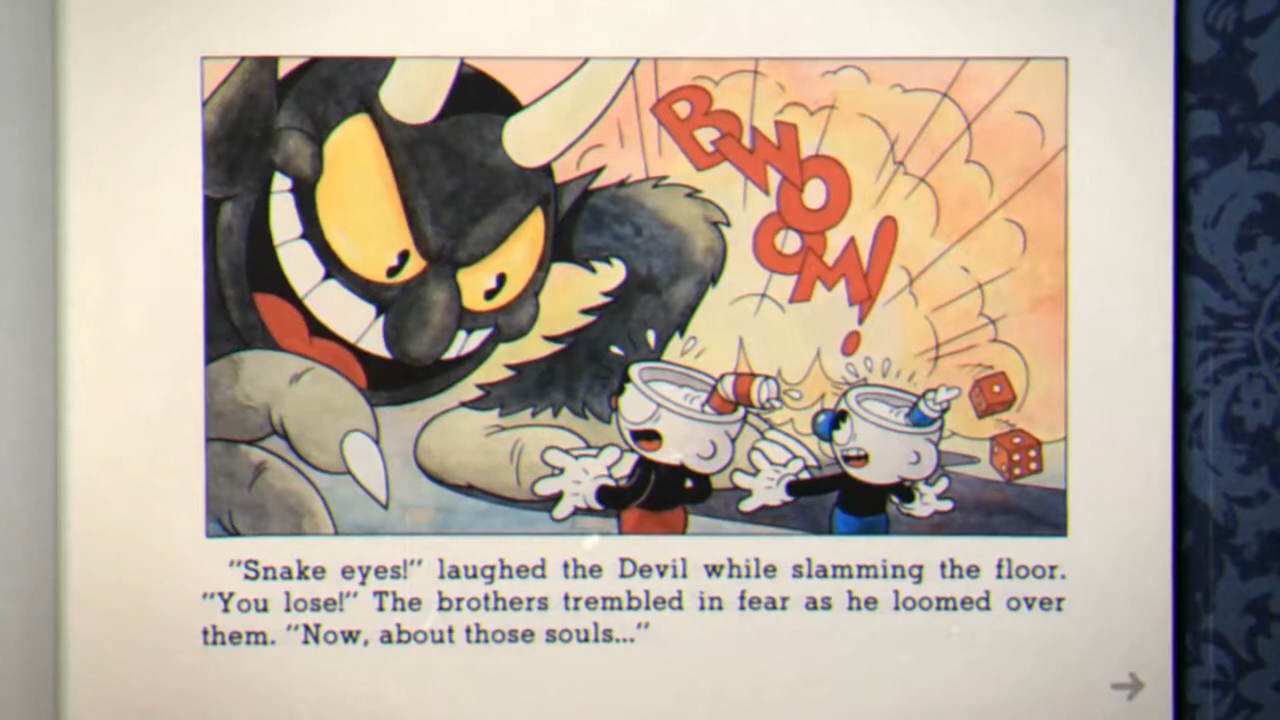 BWOOM!
"Snake eyes!" laughed the Devil while slamming the floor.
"You lose!" The brothers trembled in fear as he loomed over
them. "Now, about those souls..."